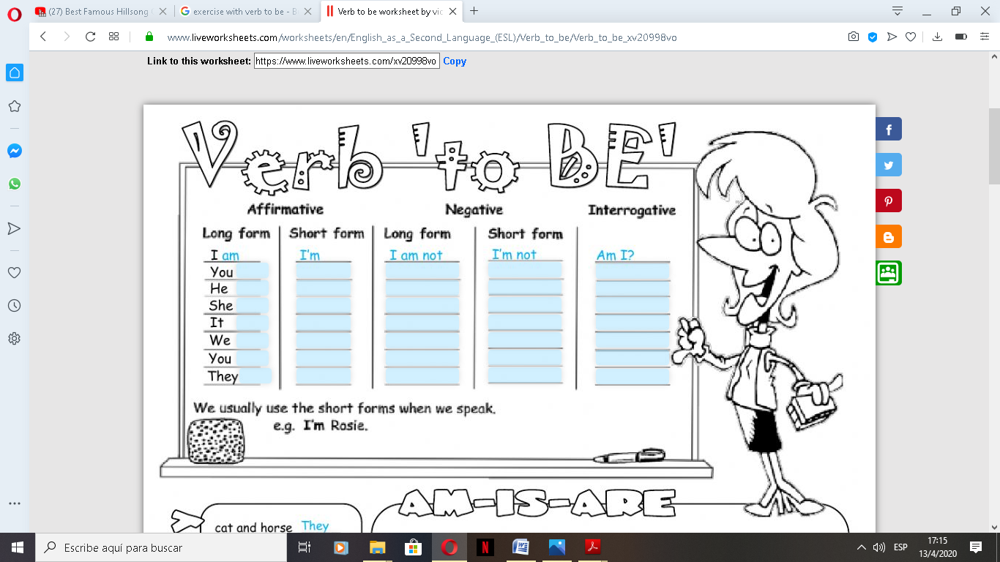 (27) Best Famous Hillsong
exercise with verb to be - B
Verb to be worksheet by vic
www.liveworksheets.com/worksheets/en/English_as_a_Second_Language_(ESL)/Verb_to_be/Verb_to_be_xv20998vo
Link to this worksheet: https://www.liveworksheets.com/xv20998vo Copy
Verb 'to BE'
Affirmative Negative Interrogative
Long form Short form Long form Short form
I am I'm I am not I'm not Am I?
You
He
She
It
We
You
They
We usually use the short forms when we speak.
e.g. I'm Rosie.
AM-IS-ARE
cat and horse They
Escribe aquí para buscar
ESP
17:15
13/4/2020